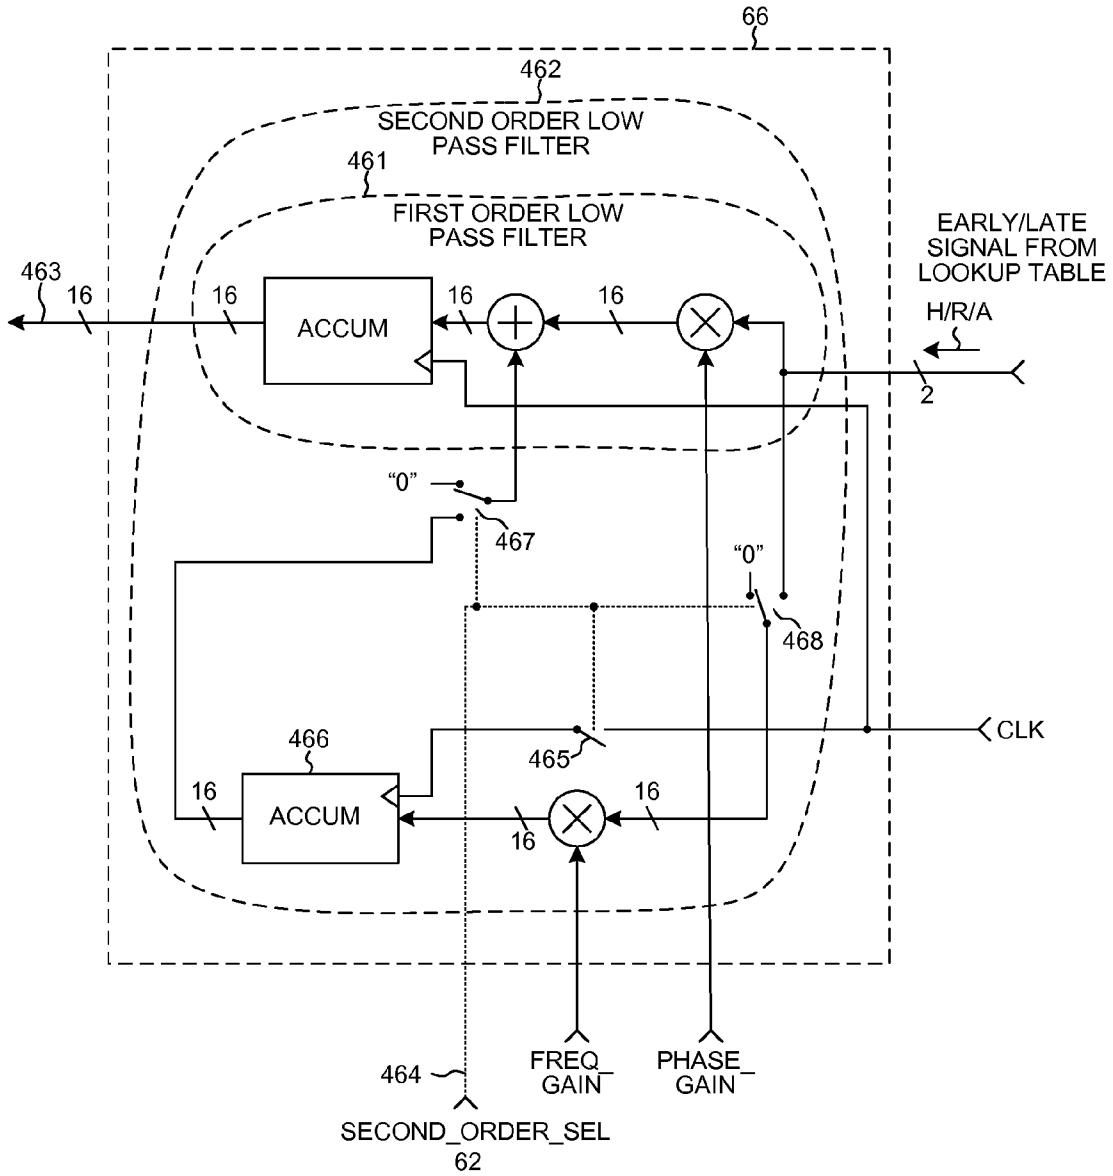 66
462
SECOND ORDER LOW
PASS FILTER
461
FIRST ORDER LOW
PASS FILTER
EARLY/LATE
SIGNAL FROM
LOOKUP TABLE
463
16
16
ACCUM
16
16
H/R/A
2
"0"
467
"0"
468
466
465
CLK
16
ACCUM
16
16
464
FREQ_
GAIN
PHASE_
GAIN
SECOND_ORDER_SEL
62